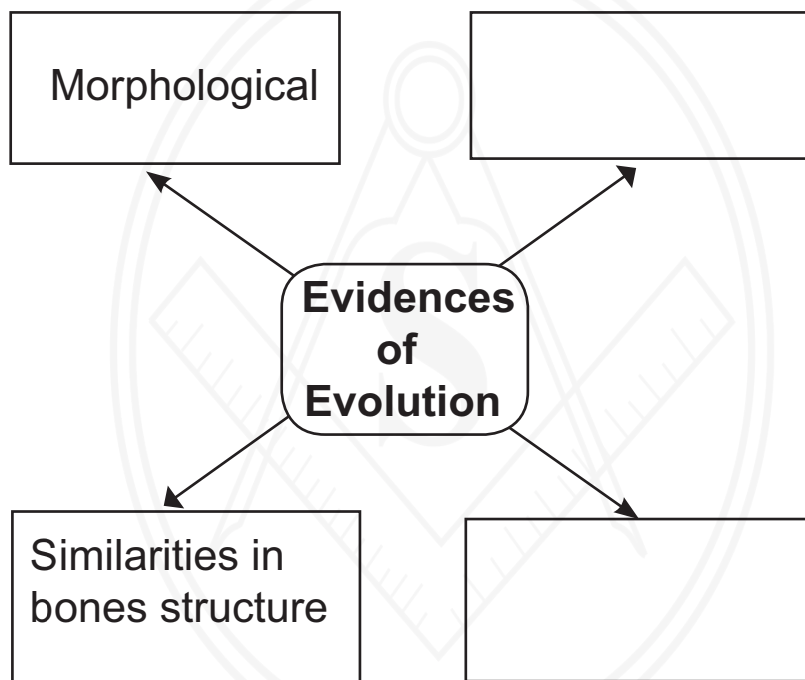 Morphological
Evidences
of
Evolution
Similarities in
bones structure
S